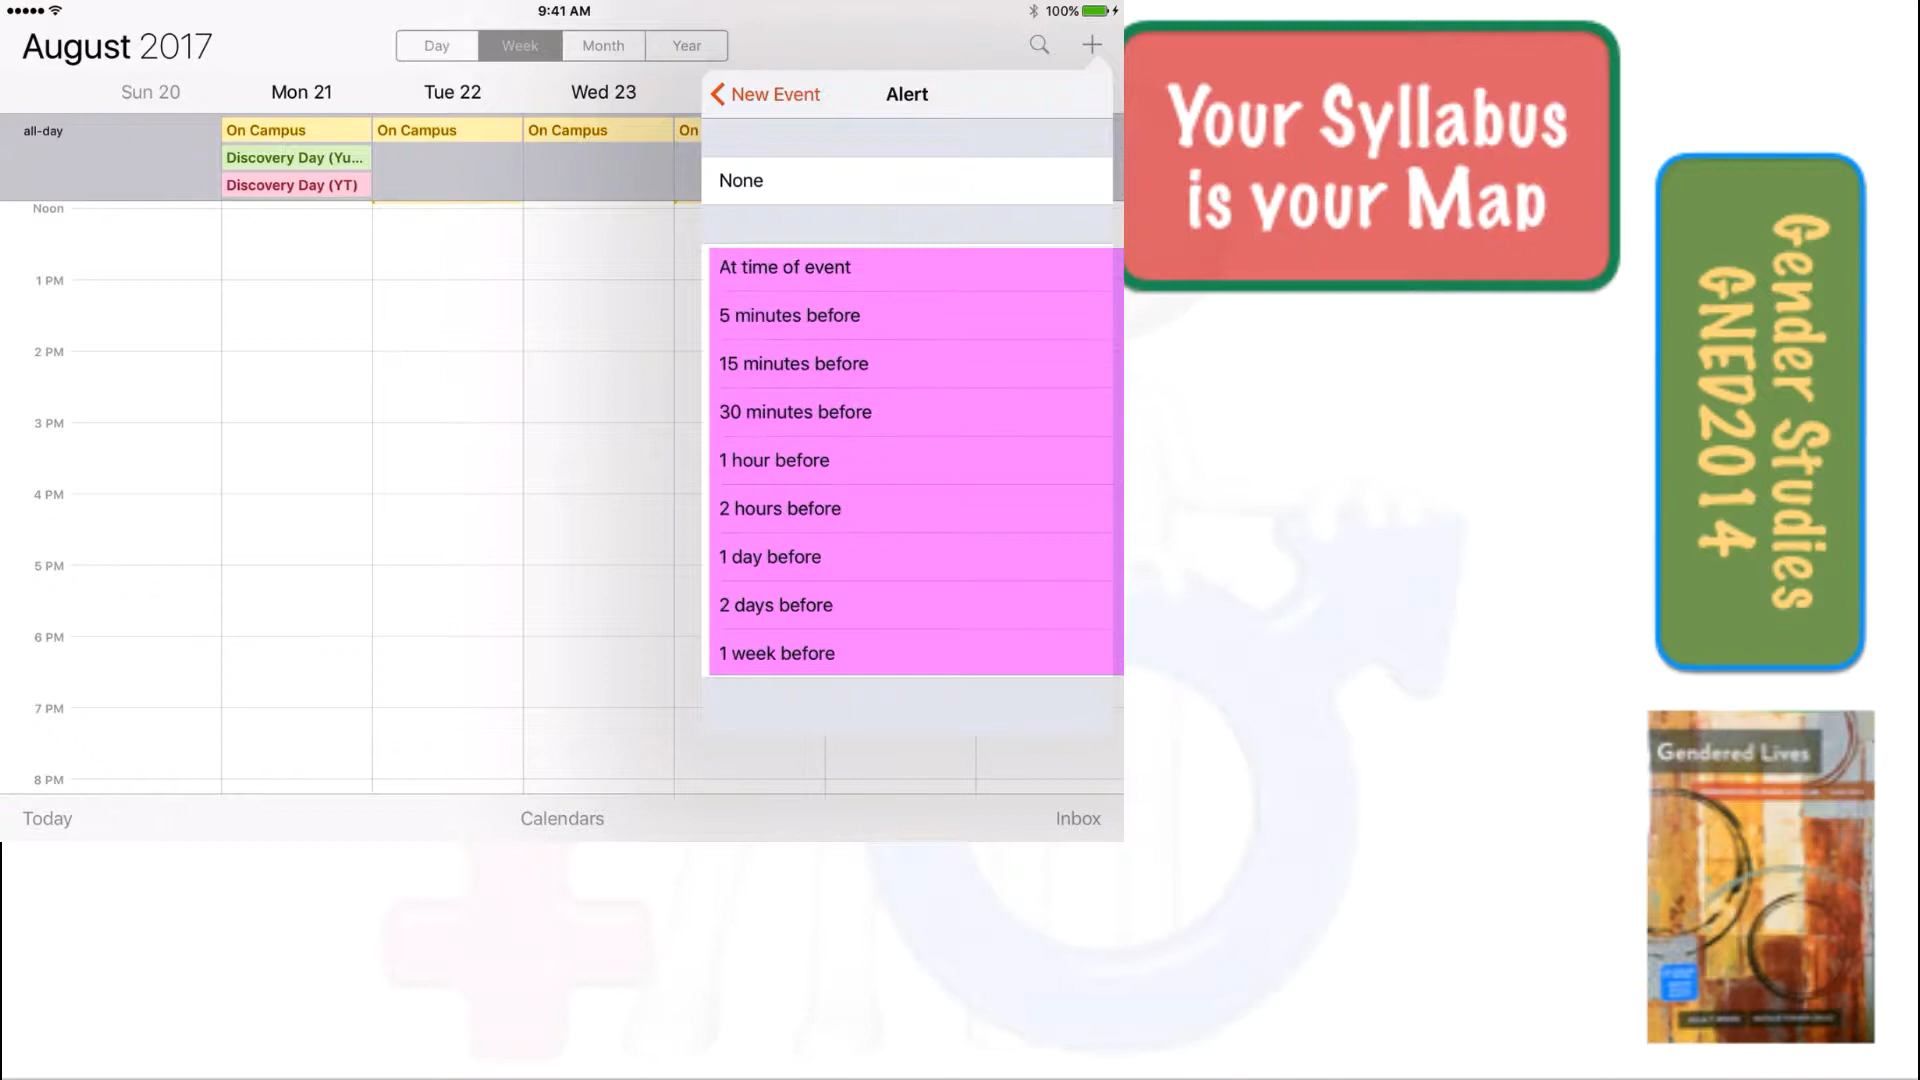 9:41 AM
100%
August 2017
Day
Week
Month
Year
Sun 20
Mon 21
Tue 22
Wed 23
all-day
On Campus
On Campus
On Campus
On
Discovery Day (Yu...
Discovery Day (YT)
Noon
1 PM
2 PM
3 PM
4 PM
5 PM
6 PM
7 PM
8 PM
Today
Calendars
Inbox
New Event
Alert
None
At time of event
5 minutes before
15 minutes before
30 minutes before
1 hour before
2 hours before
1 day before
2 days before
1 week before
Your Syllabus
is your Map
Gender Studies
GNED2014
Gendered Lives